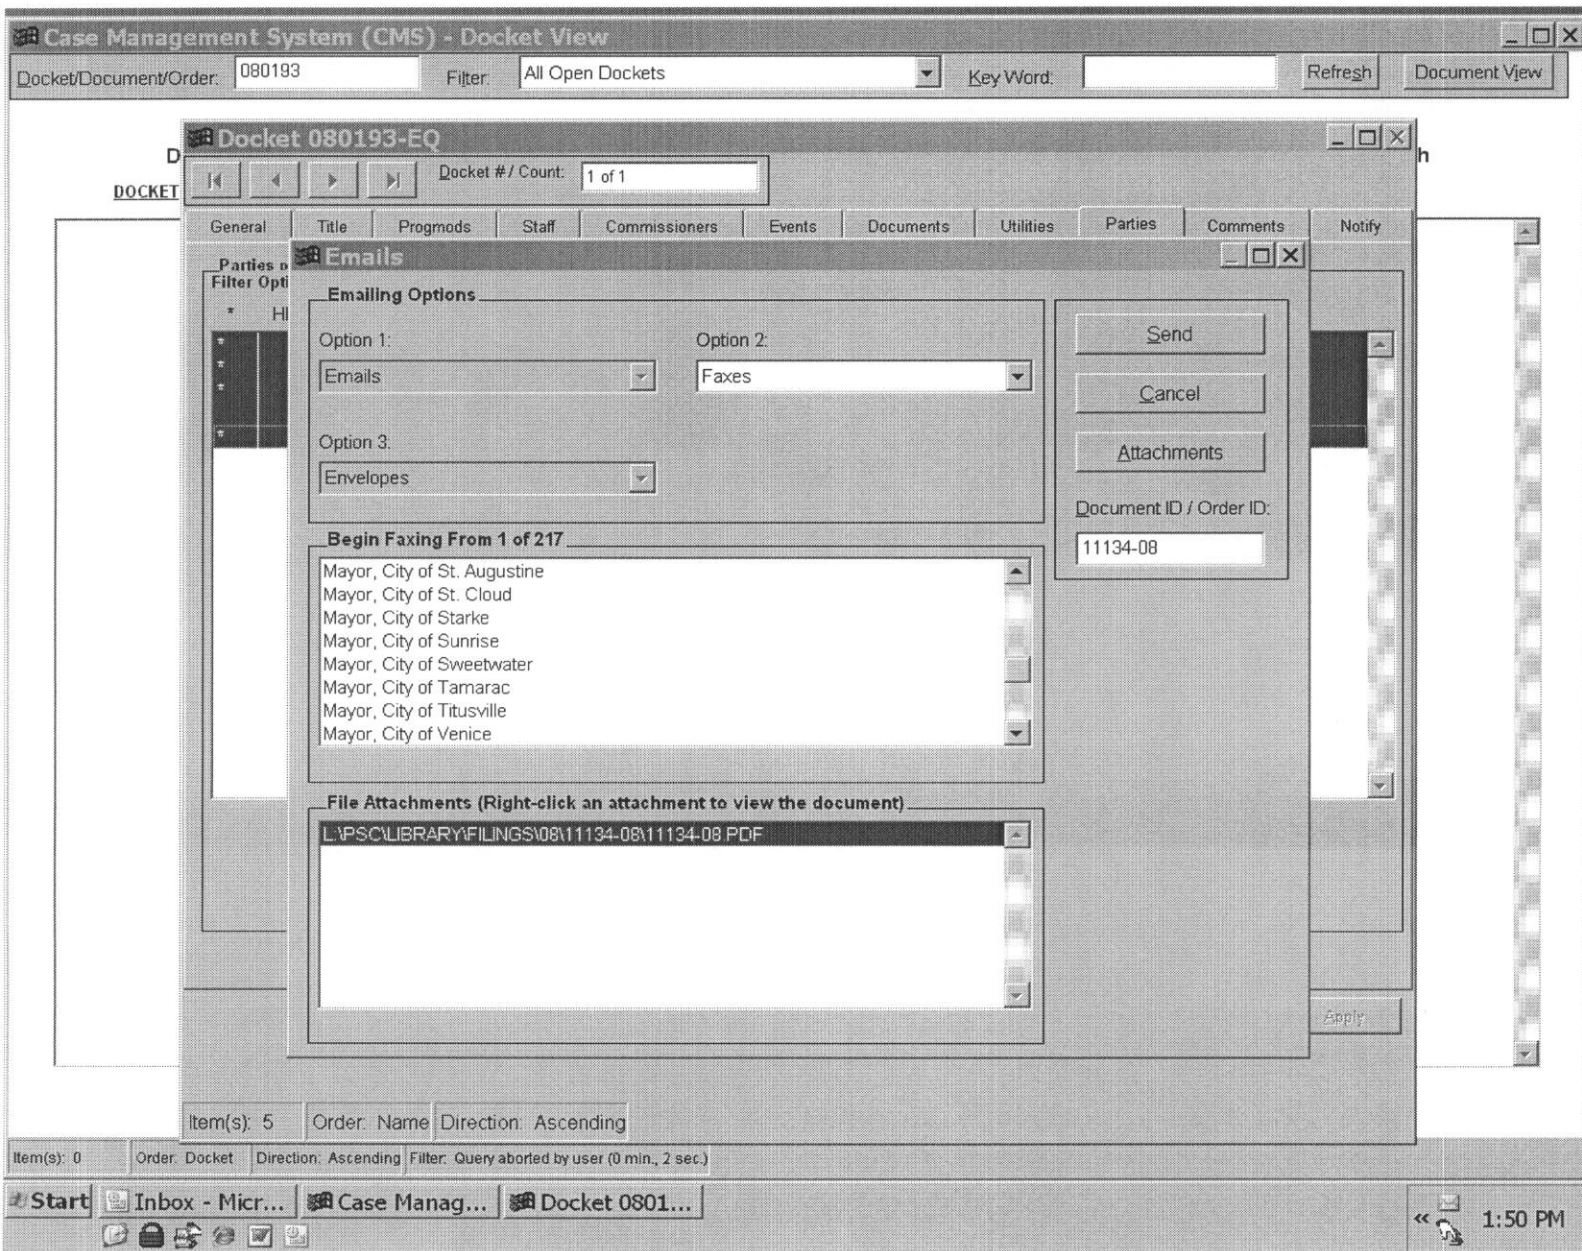 Case Management System (CMS) - Docket View
Docket/Document/Order: 080193 Filter: All Open Dockets Key Word: Refresh Document View
Docket 080193-EQ
D h
Docket # / Count: 1 of 1
DOCKET
General Title Progmods Staff Commissioners Events Documents Utilities Parties Comments Notify
Emails
Parties
Filter Opti
Emailing Options
* H
Option 1: Option 2: Send
Emails Faxes
Cancel
Option 3:
Attachments
Envelopes
Document ID / Order ID:
Begin Faxing From 1 of 217
11134-08
Mayor, City of St. Augustine
Mayor, City of St. Cloud
Mayor, City of Starke
Mayor, City of Sunrise
Mayor, City of Sweetwater
Mayor, City of Tamarac
Mayor, City of Titusville
Mayor, City of Venice
File Attachments (Right-click an attachment to view the document)
L:\PSC\LIBRARY\FILINGS\08\11134-08\11134-08.PDF
Apply
Item(s): 5 Order: Name Direction: Ascending
Item(s): 0 Order: Docket Direction: Ascending Filter: Query aborted by user (0 min., 2 sec.)
Start Inbox - Micr... Case Manag... Docket 0801... « 1:50 PM